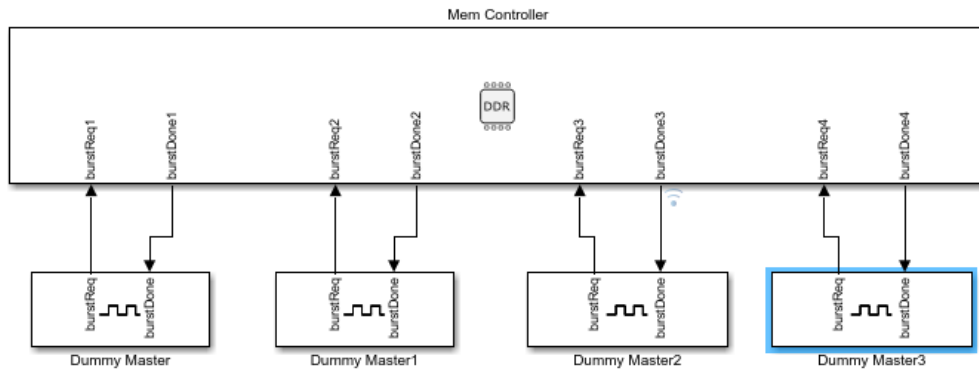 Mem Controller
DDR
burstReq1
burstDone1
burstReq2
burstDone2
burstReq3
burstDone3
burstReq4
burstDone4
burstReq
burstDone
burstReq
burstDone
burstReq
burstDone
burstReq
burstDone
Dummy Master
Dummy Master1
Dummy Master2
Dummy Master3